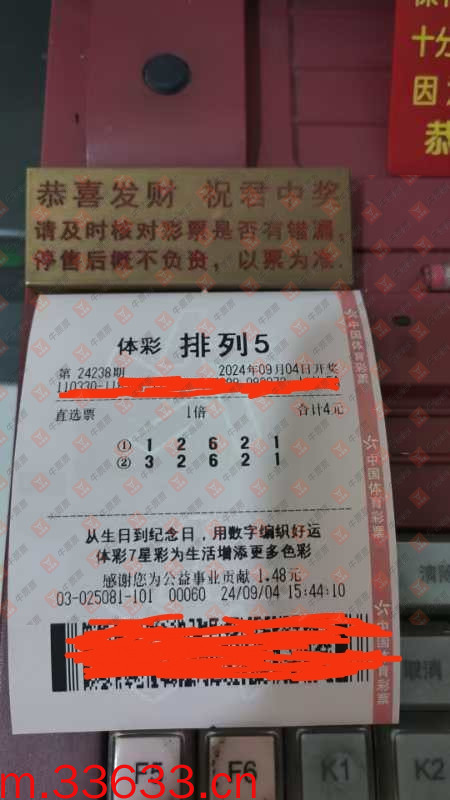 十分
因
恭
恭喜发财 祝君中奖
请及时核对彩票是否有错漏，
停售后概不负责，以票为准.
体彩 排列5
第 24238期 2024年09月04日开奖
直选票 1倍 合计4元
① 1 2 6 2 1
② 3 2 6 2 1
从生日到纪念日，用数字编织好运
体彩7星彩为生活增添更多色彩
感谢您为公益事业贡献 1.48元
03-025081-101 00060 24/09/04 15:44:10
中国体育彩票
中国体育彩票
中国体育彩票
清除
取消
F5 F6 K1 K2
m.33633.cn